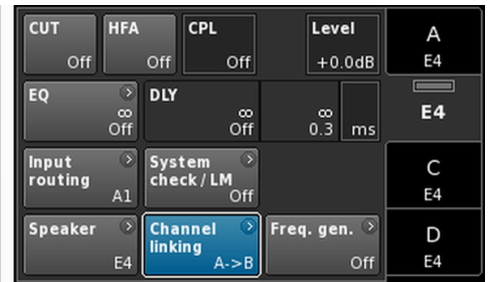 CUT HFA CPL Level A
Off Off Off +0.0dB E4
EQ DLY
∞ ∞ ∞ E4
Off Off 0.3 ms
Input routing System check / LM C
A1 Off E4
Speaker Channel linking Freq. gen. D
E4 A->B Off E4